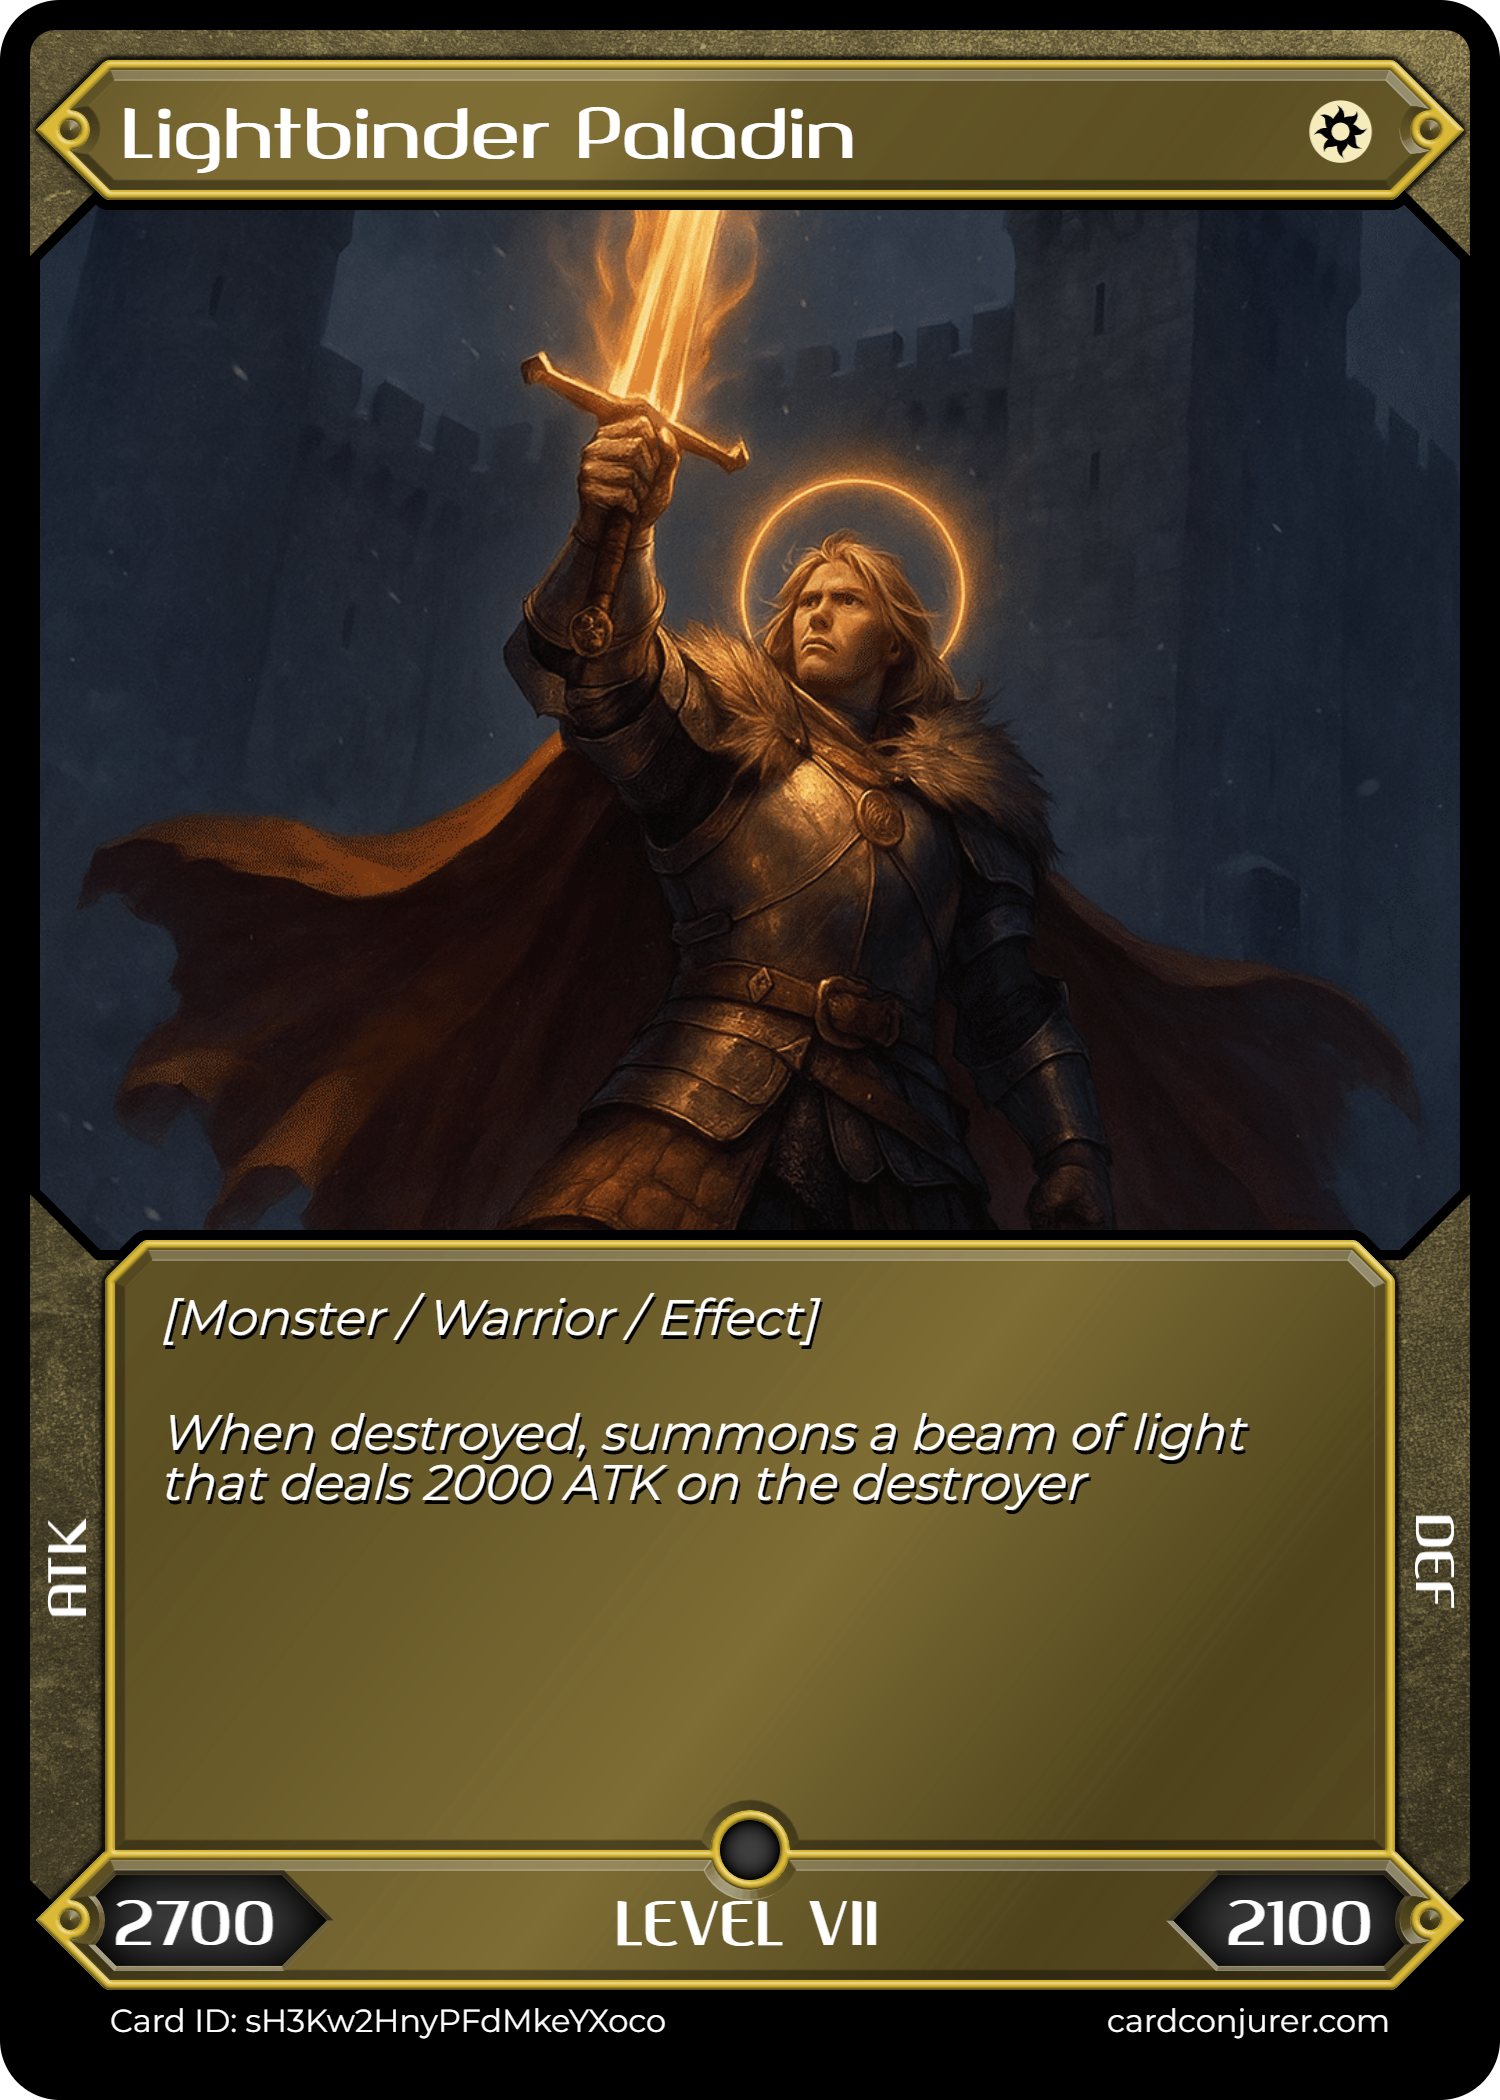 Lightbinder Paladin
[Monster / Warrior / Effect]
When destroyed, summons a beam of light
that deals 2000 ATK on the destroyer
ATK
DEF
2700
LEVEL VII
2100
Card ID: sH3Kw2HnyPFdMkeYXoco
cardconjurer.com